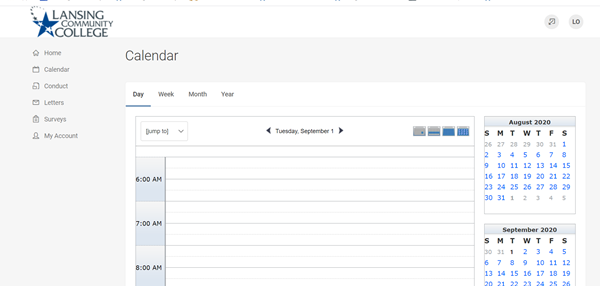 LANSING
COMMUNITY
COLLEGE
LO
Home
Calendar
Conduct
Letters
Surveys
My Account
Calendar
Day Week Month Year
[jump to]
Tuesday, September 1
6:00 AM
7:00 AM
8:00 AM
August 2020
S M T W T F S
26 27 28 29 30 31 1
2 3 4 5 6 7 8
9 10 11 12 13 14 15
16 17 18 19 20 21 22
23 24 25 26 27 28 29
30 31 1 2 3 4 5
September 2020
S M T W T F S
30 31 1 2 3 4 5
6 7 8 9 10 11 12
13 14 15 16 17 18 19
20 21 22 23 24 25 26